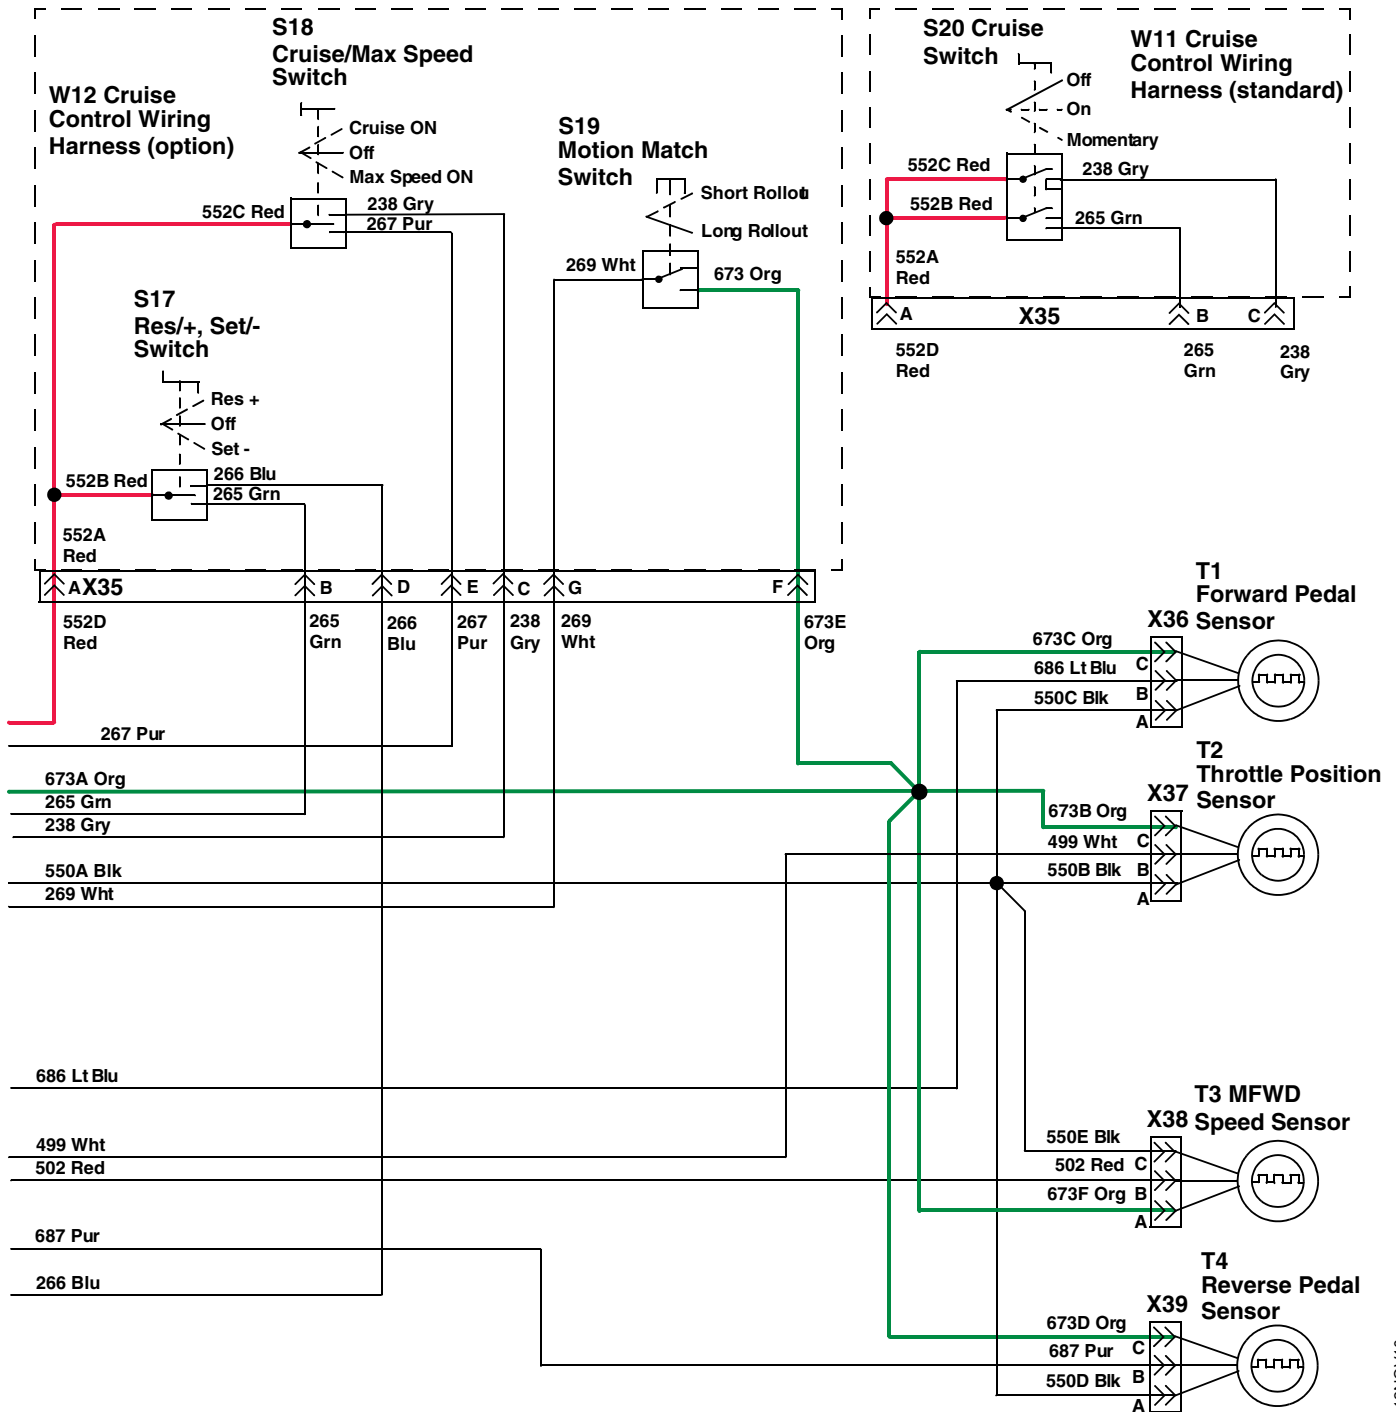 S18
Cruise/Max Speed
Switch
W12 Cruise
Control Wiring
Harness (option)
Cruise ON
Off
Max Speed ON
552C Red
238 Gry
267 Pur
S19
Motion Match
Switch
Short Rollout
Long Rollout
269 Wht
673 Org
S17
Res/+, Set/-
Switch
Res +
Off
Set -
552B Red
266 Blu
265 Grn
552A
Red
A X35
B
D
E
C
G
F
552D
Red
265
Grn
266
Blu
267
Pur
238
Gry
269
Wht
673E
Org
S20 Cruise
Switch
W11 Cruise
Control Wiring
Harness (standard)
Off
On
Momentary
552C Red
238 Gry
552B Red
265 Grn
552A
Red
A
X35
B
C
552D
Red
265
Grn
238
Gry
267 Pur
673A Org
265 Grn
238 Gry
550A Blk
269 Wht
686 Lt Blu
499 Wht
502 Red
687 Pur
266 Blu
T1
Forward Pedal
Sensor
X36
673C Org
C
686 Lt Blu
B
550C Blk
A
T2
Throttle Position
Sensor
X37
673B Org
C
499 Wht
B
550B Blk
A
T3 MFWD
Speed Sensor
X38
550E Blk
C
502 Red
B
673F Org
A
T4
Reverse Pedal
Sensor
X39
673D Org
C
687 Pur
B
550D Blk
A